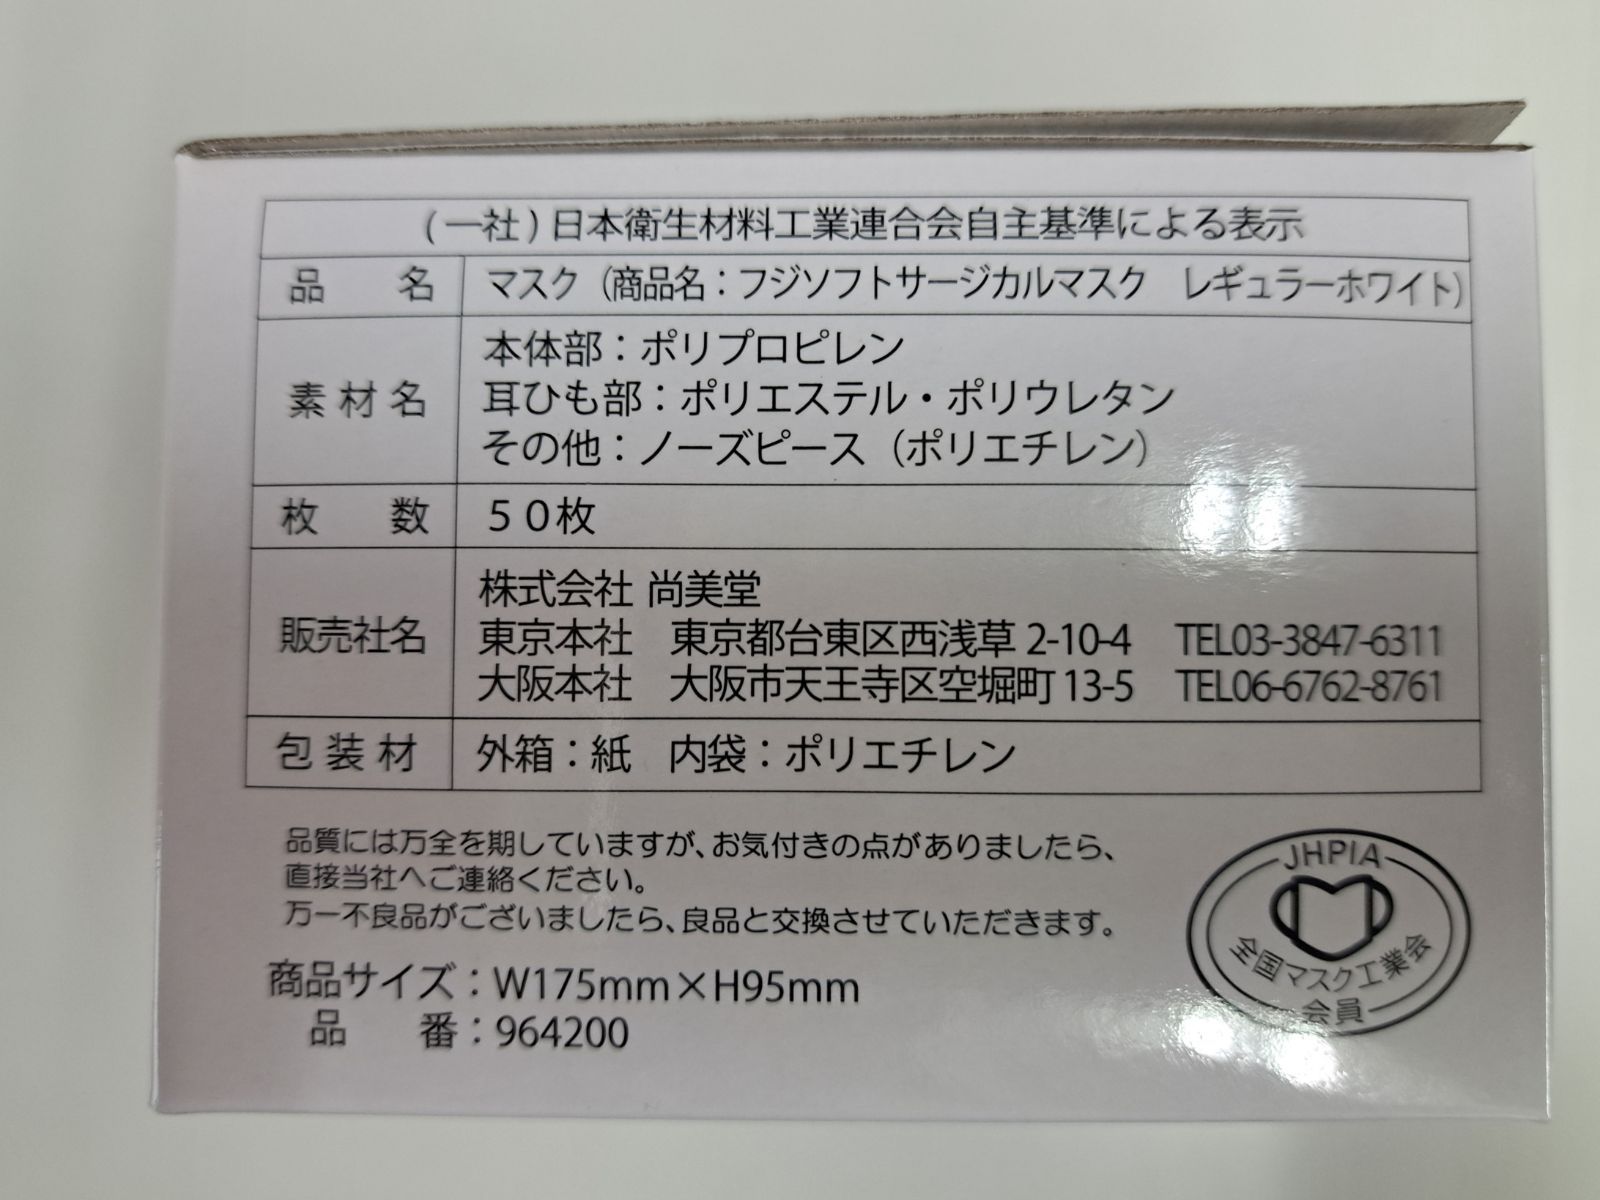 (一社)日本衛生材料工業連合会自主基準による表示
品名 マスク（商品名：フジソフトサージカルマスク レギュラーホワイト）
素材名 本体部：ポリプロピレン
耳ひも部：ポリエステル・ポリウレタン
その他：ノーズピース（ポリエチレン）
枚数 ５０枚
販売社名 株式会社 尚美堂
東京本社 東京都台東区西浅草 2-10-4 TEL03-3847-6311
大阪本社 大阪市天王寺区空堀町 13-5 TEL06-6762-8761
包装材 外箱：紙 内袋：ポリエチレン
品質には万全を期していますが、お気付きの点がありましたら、
直接当社へご連絡ください。
万一不良品がございましたら、良品と交換させていただきます。
商品サイズ：W175mm×H95mm
品番：964200
JHPIA
全国マスク工業会
会員